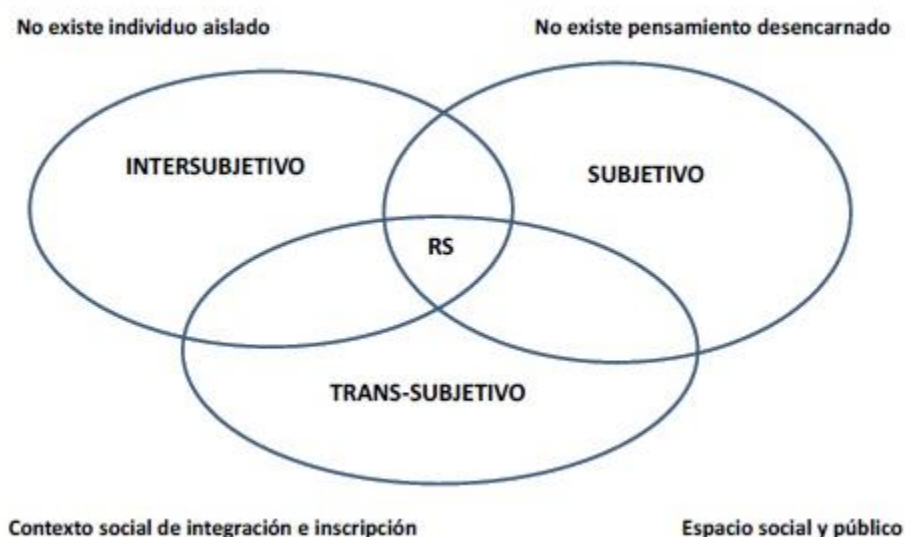 No existe individuo aislado
No existe pensamiento desencarnado
INTERSUBJETIVO
SUBJETIVO
RS
TRANS-SUBJETIVO
Contexto social de integración e inscripción
Espacio social y público